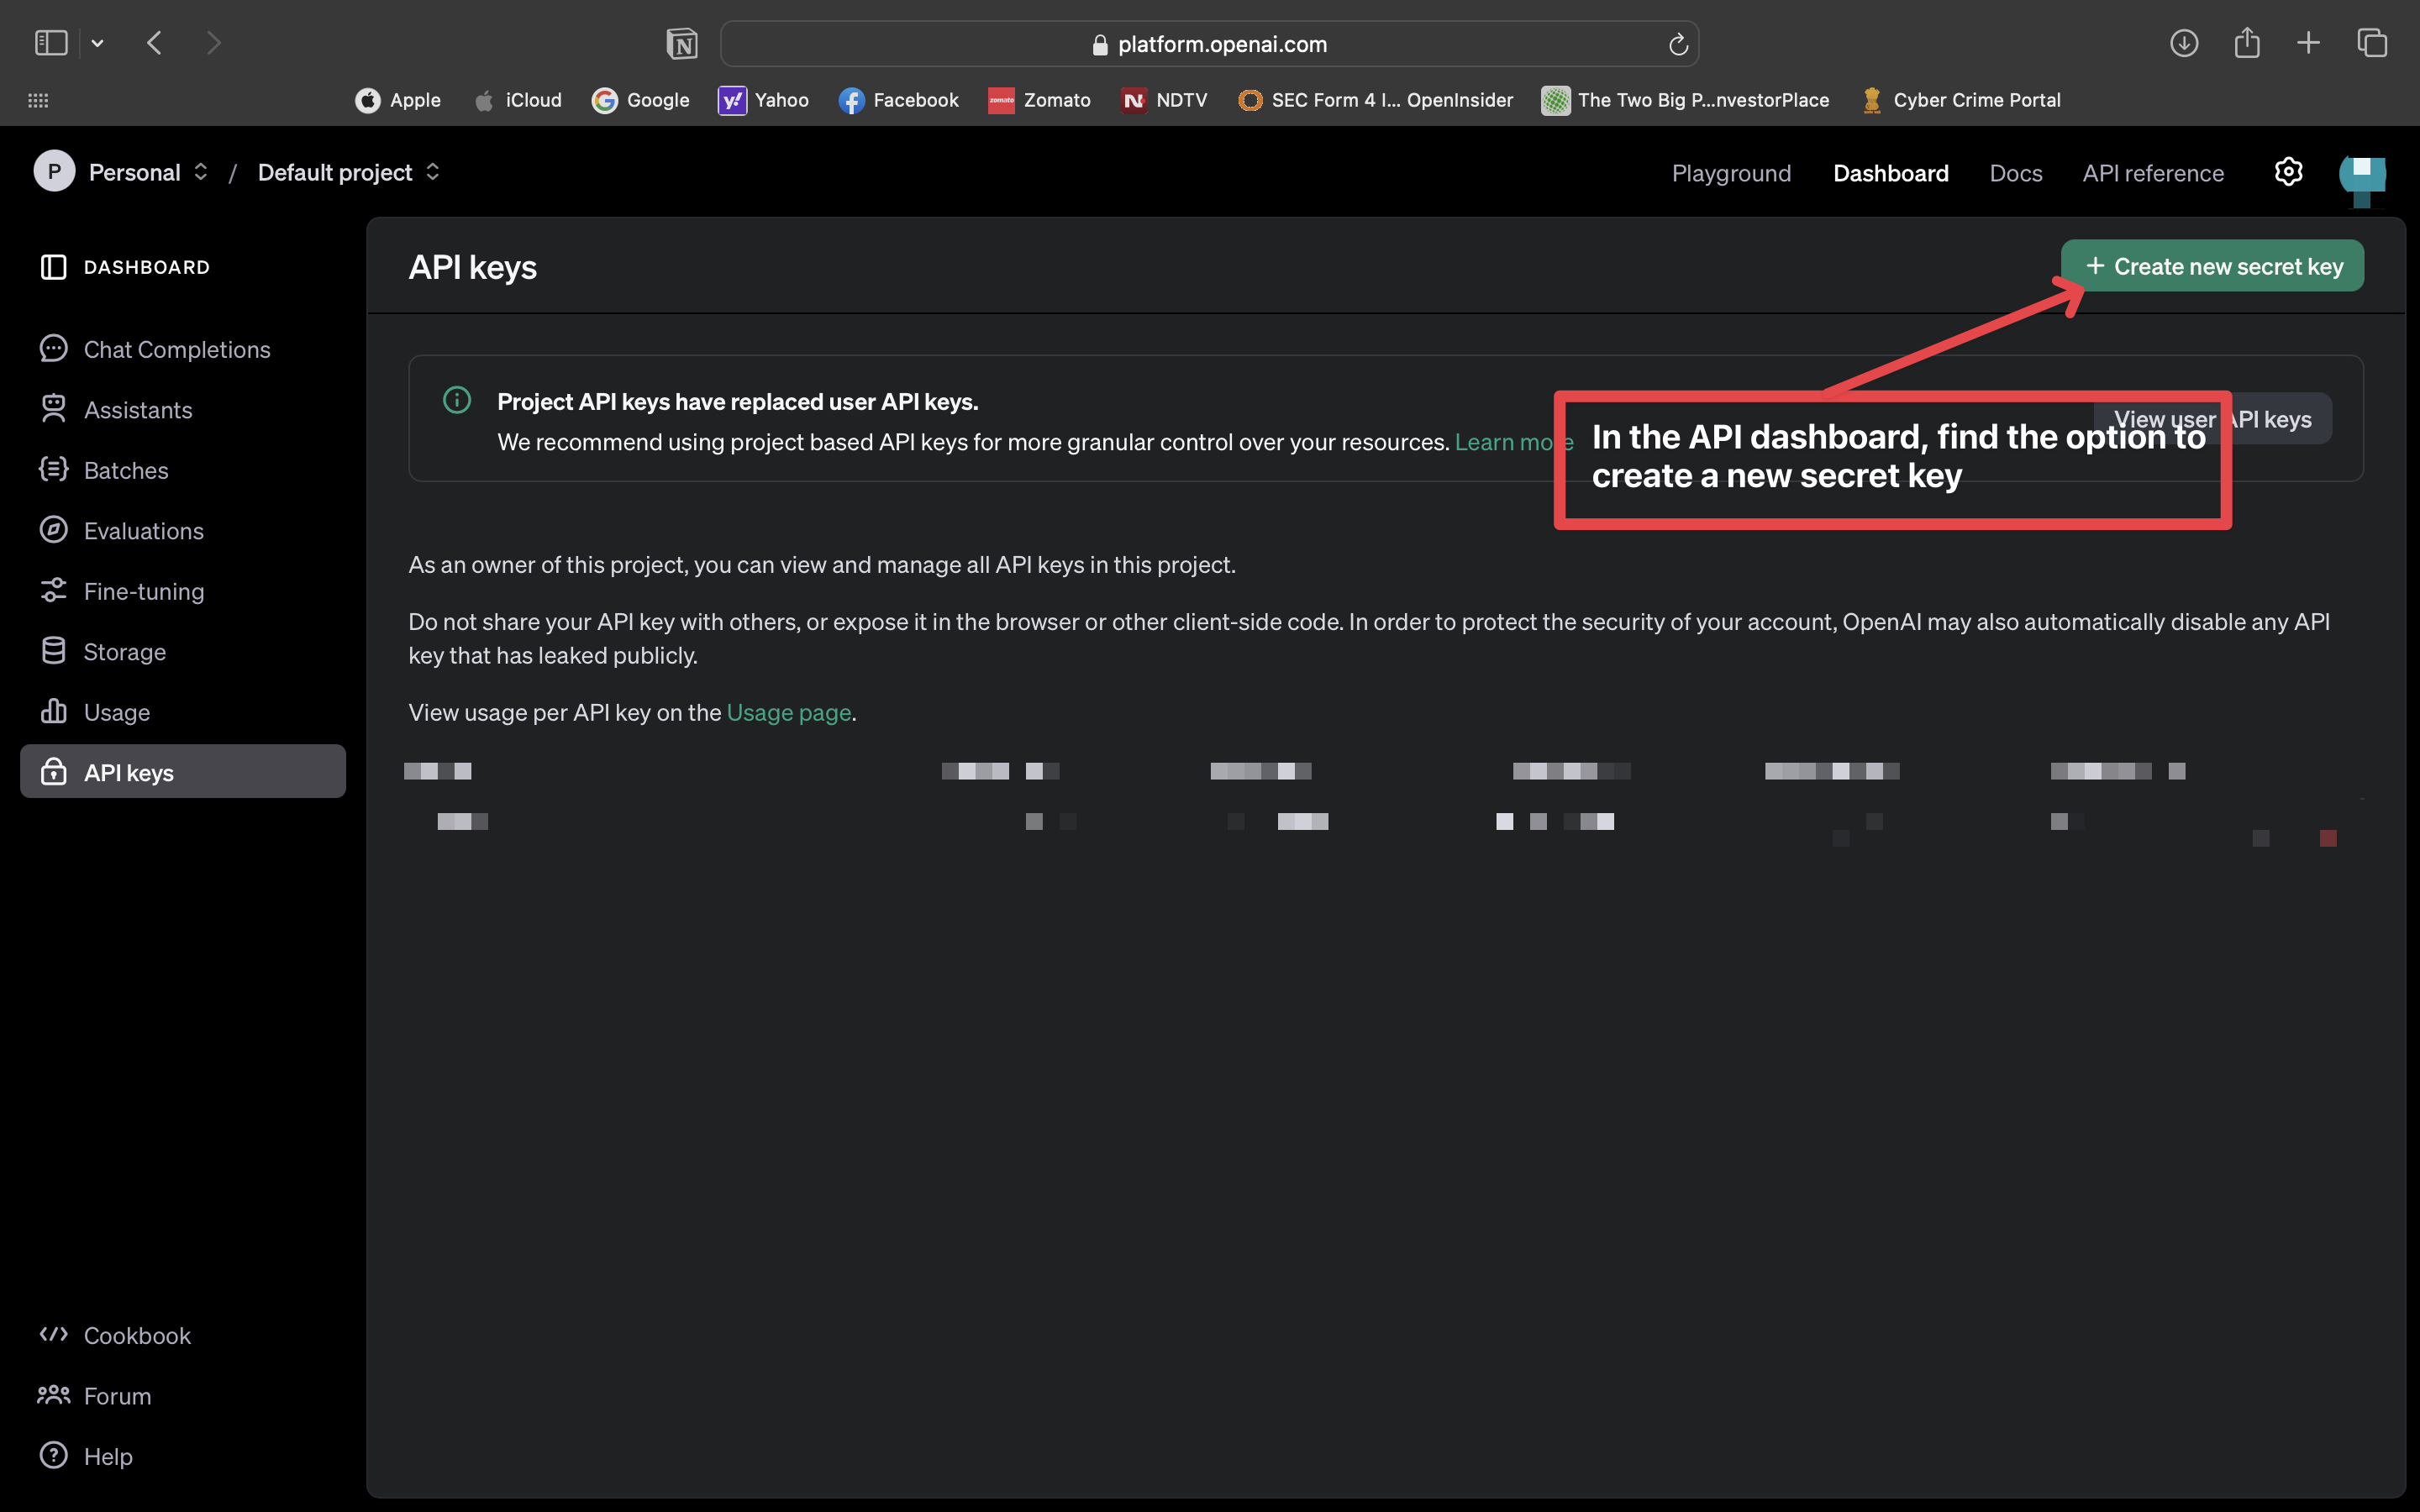 platform.openai.com
Apple
iCloud
Google
Yahoo
Facebook
Zomato
NDTV
SEC Form 4 I... OpenInsider
The Two Big P...nvestorPlace
Cyber Crime Portal
P Personal / Default project
Playground
Dashboard
Docs
API reference
DASHBOARD
Chat Completions
Assistants
Batches
Evaluations
Fine-tuning
Storage
Usage
API keys
Cookbook
Forum
Help
API keys
+ Create new secret key
Project API keys have replaced user API keys.
We recommend using project based API keys for more granular control over your resources. Learn more
View user API keys
In the API dashboard, find the option to
create a new secret key
As an owner of this project, you can view and manage all API keys in this project.
Do not share your API key with others, or expose it in the browser or other client-side code. In order to protect the security of your account, OpenAI may also automatically disable any API
key that has leaked publicly.
View usage per API key on the Usage page.